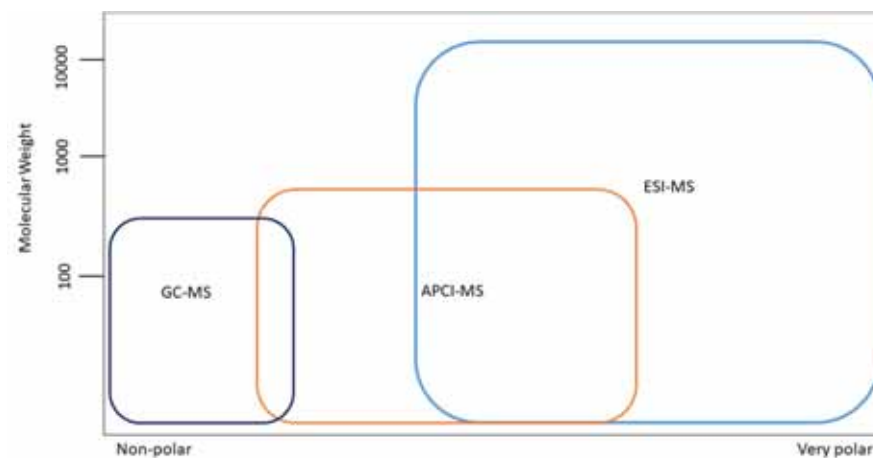 10000
1000
100
Molecular Weight
ESI-MS
GC-MS
APCI-MS
Non-polar
Very polar